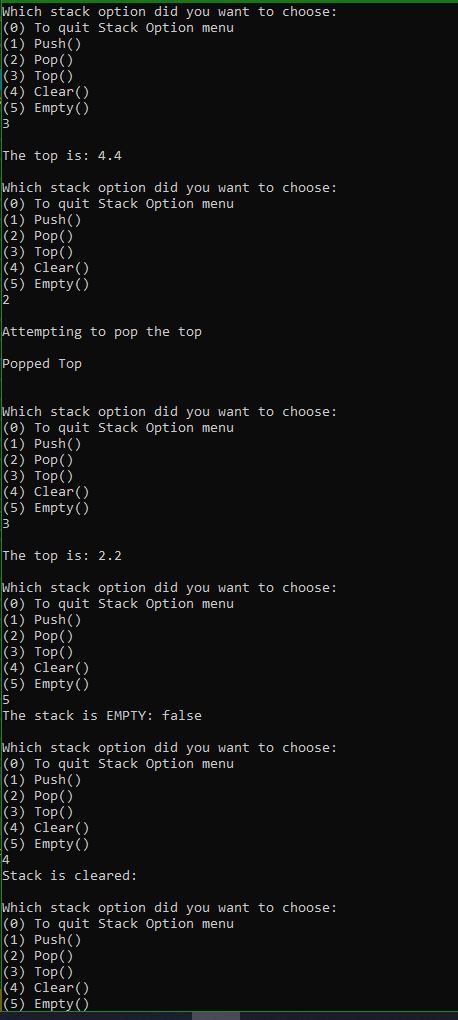 Which stack option did you want to choose:
(0) To quit Stack Option menu
(1) Push()
(2) Pop()
(3) Top()
(4) Clear()
(5) Empty()
3
The top is: 4.4
Which stack option did you want to choose:
(0) To quit Stack Option menu
(1) Push()
(2) Pop()
(3) Top()
(4) Clear()
(5) Empty()
2
Attempting to pop the top
Popped Top
Which stack option did you want to choose:
(0) To quit Stack Option menu
(1) Push()
(2) Pop()
(3) Top()
(4) Clear()
(5) Empty()
3
The top is: 2.2
Which stack option did you want to choose:
(0) To quit Stack Option menu
(1) Push()
(2) Pop()
(3) Top()
(4) Clear()
(5) Empty()
5
The stack is EMPTY: false
Which stack option did you want to choose:
(0) To quit Stack Option menu
(1) Push()
(2) Pop()
(3) Top()
(4) Clear()
(5) Empty()
4
Stack is cleared:
Which stack option did you want to choose:
(0) To quit Stack Option menu
(1) Push()
(2) Pop()
(3) Top()
(4) Clear()
(5) Empty()